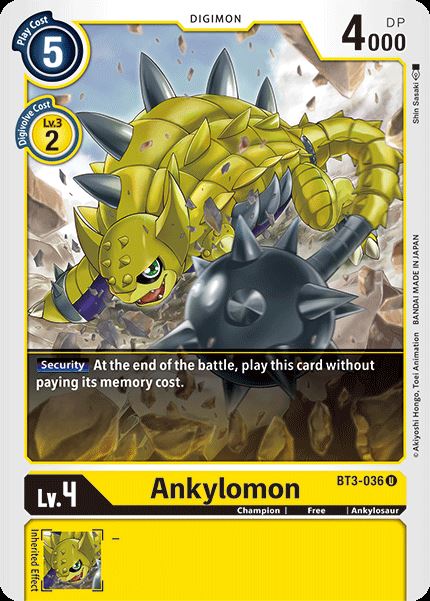 DIGIMON
Play Cost
5
DP
4000
Digivolve Cost
Lv.3
2
Shin Sasaki
©Akiyoshi Hongo, Toei Animation BANDAI MADE IN JAPAN
Security At the end of the battle, play this card without
paying its memory cost.
BT3-036 U
Lv.4
Ankylomon
Champion | Free | Ankylosaur
Inherited Effect
–